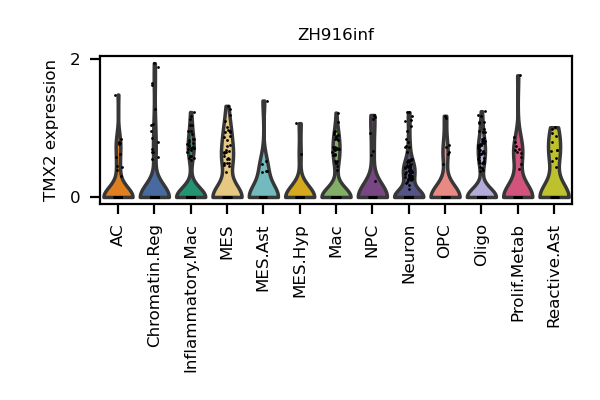 ZH916inf
TMX2 expression
2
0
AC
Chromatin.Reg
Inflammatory.Mac
MES
MES.Ast
MES.Hyp
Mac
NPC
Neuron
OPC
Oligo
Prolif.Metab
Reactive.Ast